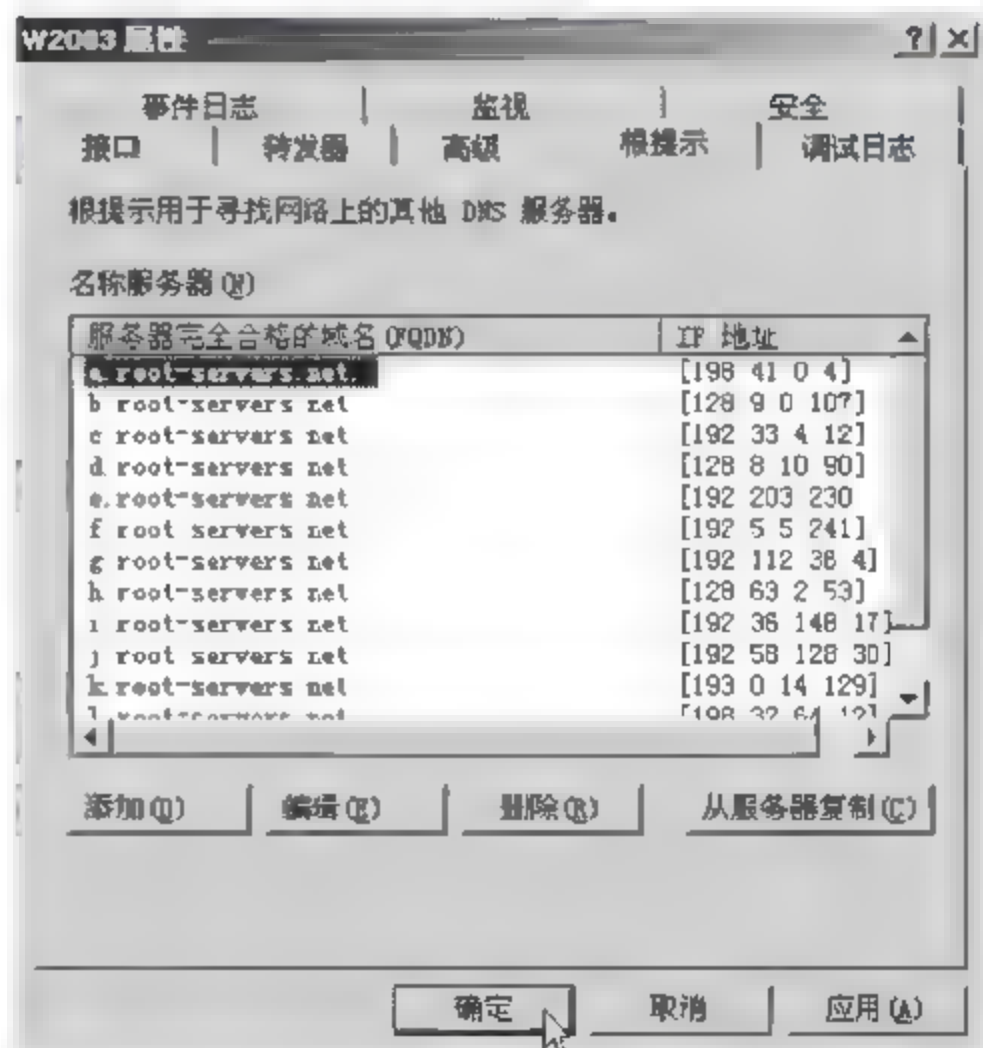 W2003 属性
事件日志 监视 安全
接口 转发器 高级 根提示 调试日志
根提示用于寻找网络上的其他 DNS 服务器。
名称服务器(N)
服务器完全合格的域名(FQDN) IP 地址
a.root-servers.net. [198 41 0 4]
b root-servers net [128 9 0 107]
c root-servers net [192 33 4 12]
d root-servers net [128 8 10 90]
e.root-servers net [192 203 230
f root servers net [192 5 5 241]
g root-servers net [192 112 36 4]
h root-servers net [128 63 2 53]
i root-servers net [192 36 148 17]
j root servers net [192 58 128 30]
k root-servers net [193 0 14 129]
l root-servers net [198 32 64 12]
添加(D) 编辑(E) 删除(R) 从服务器复制(C)
确定 取消 应用(A)